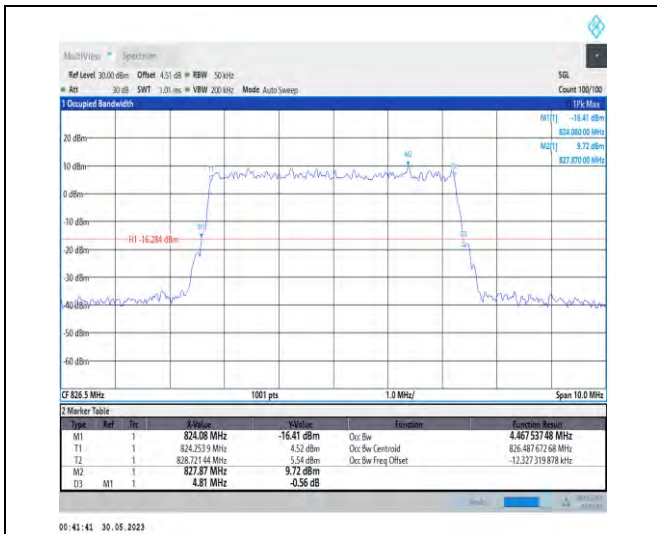 MultiView Spectrum
Ref Level 30.00 dBm Offset 4.51 dB RBW 50 kHz SGL
Att 30 dB SWT 1.01 ms VBW 200 kHz Mode Auto Sweep Count 100/100
1 Occupied Bandwidth 1Pk Max
M1[1] -16.41 dBm
824.080 00 MHz
M2[1] 9.72 dBm
827.870 00 MHz
20 dBm
M2
T1
10 dBm
0 dBm
-10 dBm
H1 -16.284 dBm
-20 dBm
-30 dBm
-40 dBm
-50 dBm
-60 dBm
CF 826.5 MHz 1001 pts 1.0 MHz/ Span 10.0 MHz
2 Marker Table
Type Ref Trc X-Value Y-Value Function Function Result
M1 1 824.08 MHz -16.41 dBm Occ Bw 4.467 537 48 MHz
T1 1 824.253 9 MHz 4.52 dBm Occ Bw Centroid 826.487 672 68 MHz
T2 1 828.721 44 MHz 5.54 dBm Occ Bw Freq Offset -12.327 319 878 kHz
M2 1 827.87 MHz 9.72 dBm
D3 M1 1 4.81 MHz -0.56 dB
00:41:41 30.05.2023